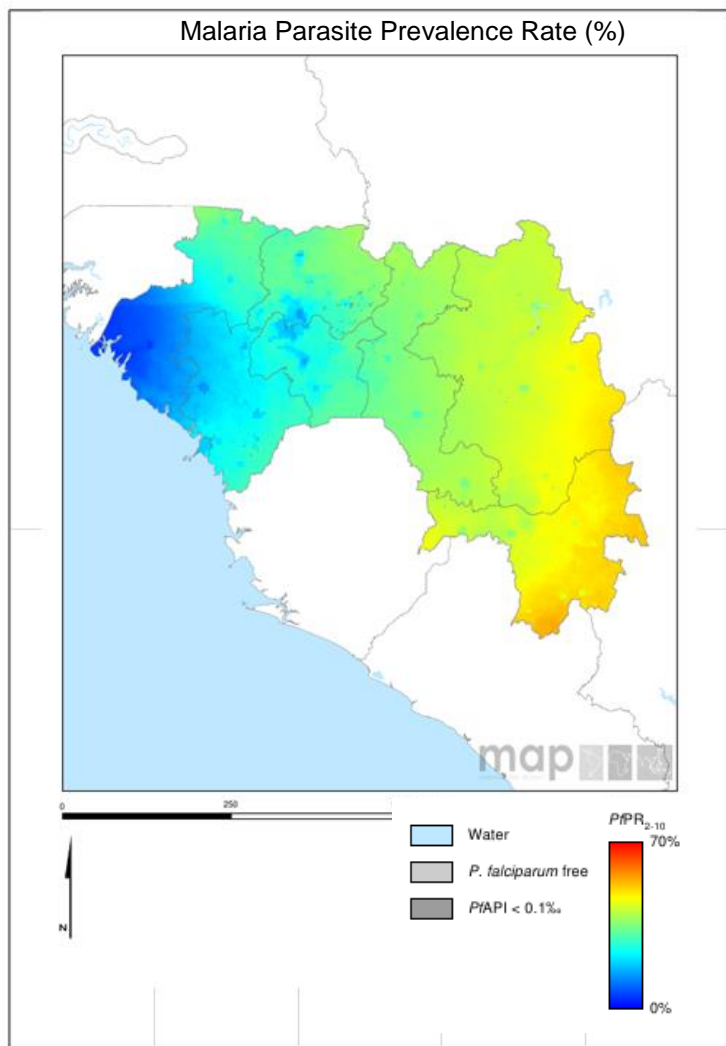 Malaria Parasite Prevalence Rate (%)
map
0 250
Water
P. falciparum free
PfAPI < 0.1‰
PfPR2-10
70%
0%
N